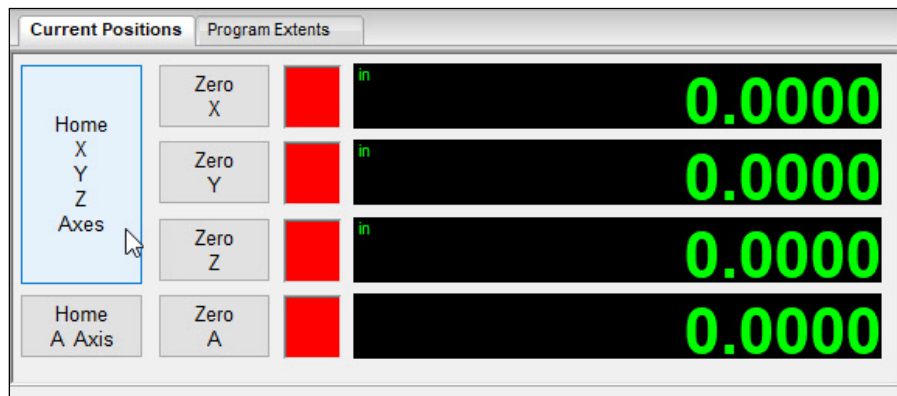 Current Positions
Program Extents
Home
X
Y
Z
Axes
Zero
X
in
0.0000
Zero
Y
in
0.0000
Zero
Z
in
0.0000
Home
A Axis
Zero
A
0.0000